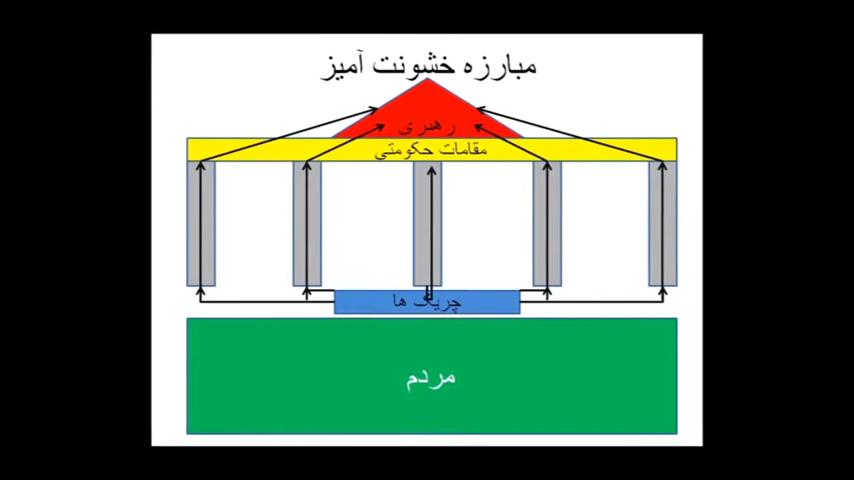 مبارزه خشونت آمیز
رهبری
مقامات حکومتی
چریک ها
مردم